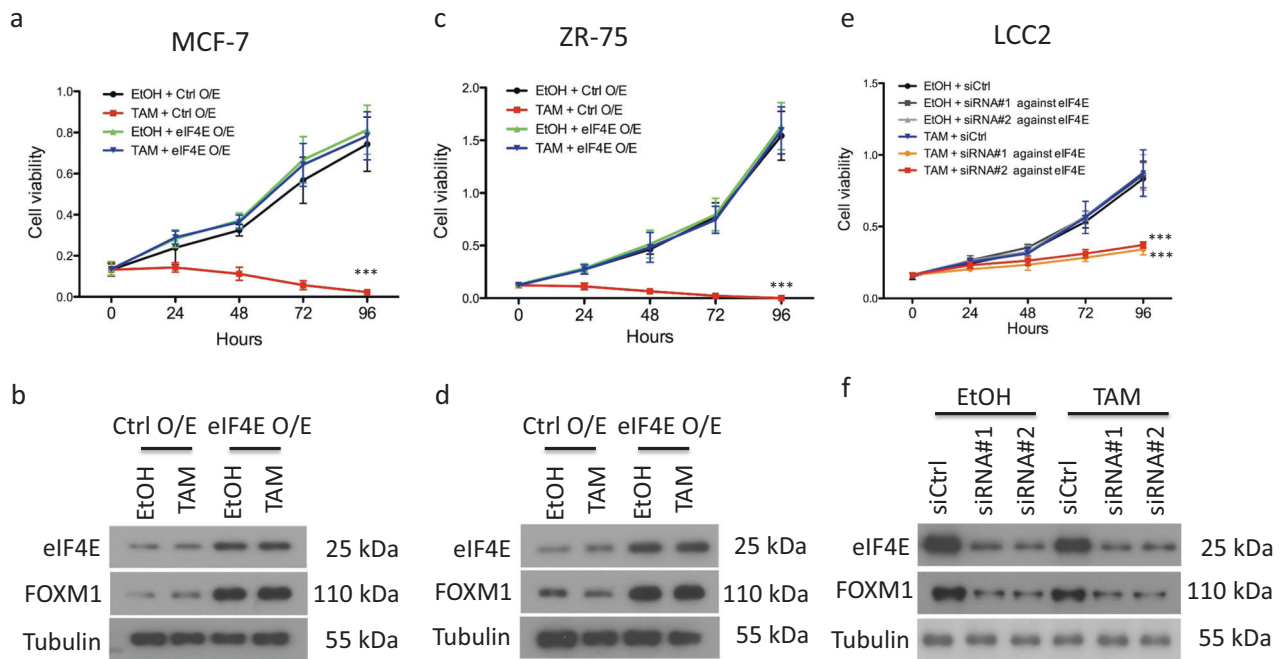 a
MCF-7
EtOH + Ctrl O/E
TAM + Ctrl O/E
EtOH + eIF4E O/E
TAM + eIF4E O/E
Cell viability
1.0
0.8
0.6
0.4
0.2
0.0
***
0 24 48 72 96
Hours
c
ZR-75
EtOH + Ctrl O/E
TAM + Ctrl O/E
EtOH + eIF4E O/E
TAM + eIF4E O/E
Cell viability
2.0
1.5
1.0
0.5
0.0
***
0 24 48 72 96
Hours
e
LCC2
EtOH + siCtrl
EtOH + siRNA#1 against eIF4E
EtOH + siRNA#2 against eIF4E
TAM + siCtrl
TAM + siRNA#1 against eIF4E
TAM + siRNA#2 against eIF4E
Cell viability
1.5
1.0
0.5
0.0
***
***
0 24 48 72 96
Hours
b
Ctrl O/E eIF4E O/E
EtOH TAM EtOH TAM
eIF4E 25 kDa
FOXM1 110 kDa
Tubulin 55 kDa
d
Ctrl O/E eIF4E O/E
EtOH TAM EtOH TAM
eIF4E 25 kDa
FOXM1 110 kDa
Tubulin 55 kDa
f
EtOH TAM
siCtrl siRNA#1 siRNA#2 siCtrl siRNA#1 siRNA#2
eIF4E 25 kDa
FOXM1 110 kDa
Tubulin 55 kDa